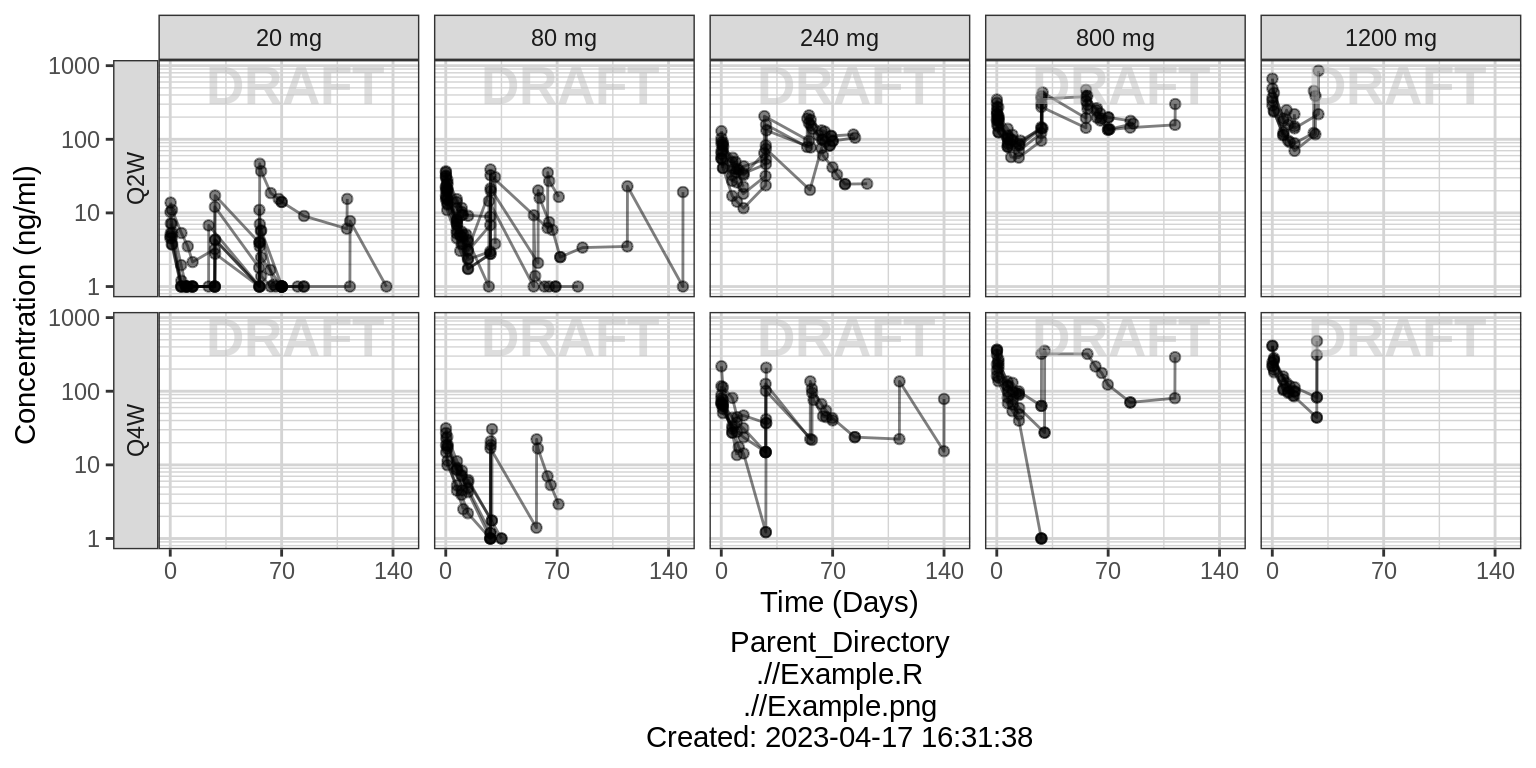 20 mg 80 mg 240 mg 800 mg 1200 mg
DRAFT DRAFT DRAFT DRAFT DRAFT
1000
100
10
1
Q2W
Concentration (ng/ml)
DRAFT DRAFT DRAFT DRAFT DRAFT
1000
100
10
1
Q4W
0 70 140 0 70 140 0 70 140 0 70 140 0 70 140
Time (Days)
Parent_Directory
.//Example.R
.//Example.png
Created: 2023-04-17 16:31:38